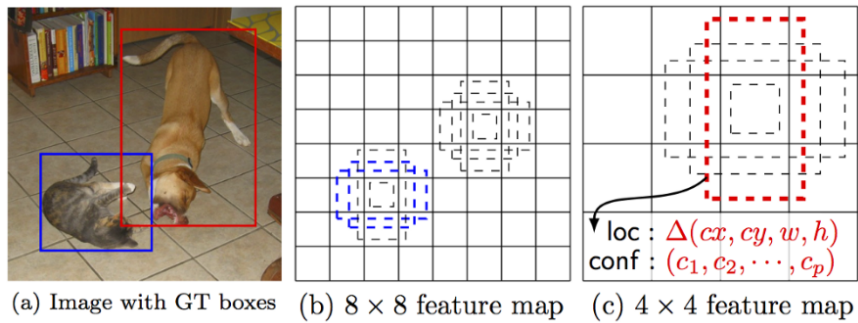 loc : Δ(cx, cy, w, h)
conf : (c₁, c₂, ⋯, cₚ)
(a) Image with GT boxes
(b) 8 × 8 feature map
(c) 4 × 4 feature map